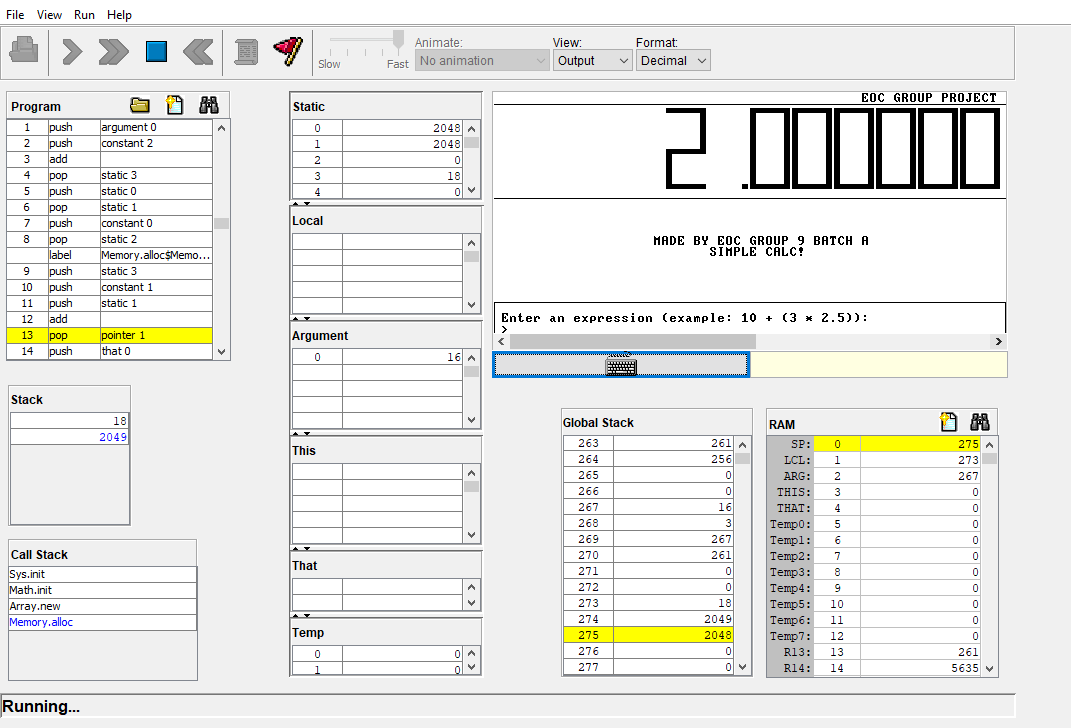 File View Run Help
Animate: View: Format:
Slow Fast No animation Output Decimal
Program
1 push argument 0
2 push constant 2
3 add
4 pop static 3
5 push static 0
6 pop static 1
7 push constant 0
8 pop static 2
label Memory.alloc$Memo...
9 push static 3
10 push constant 1
11 push static 1
12 add
13 pop pointer 1
14 push that 0
Stack
18
2049
Call Stack
Sys.init
Math.init
Array.new
Memory.alloc
Static
0 2048
1 2048
2 0
3 18
4 0
Local
Argument
0 16
This
That
Temp
0 0
1 0
EOC GROUP PROJECT
2.000000
MADE BY EOC GROUP 9 BATCH A
SIMPLE CALC!
Enter an expression (example: 10 + (3 * 2.5)):
>
Global Stack
263 261
264 256
265 0
266 0
267 16
268 3
269 267
270 261
271 0
272 0
273 18
274 2049
275 2048
276 0
277 0
RAM
SP: 0 275
LCL: 1 273
ARG: 2 267
THIS: 3 0
THAT: 4 0
Temp0: 5 0
Temp1: 6 0
Temp2: 7 0
Temp3: 8 0
Temp4: 9 0
Temp5: 10 0
Temp6: 11 0
Temp7: 12 0
R13: 13 261
R14: 14 5635
Running...